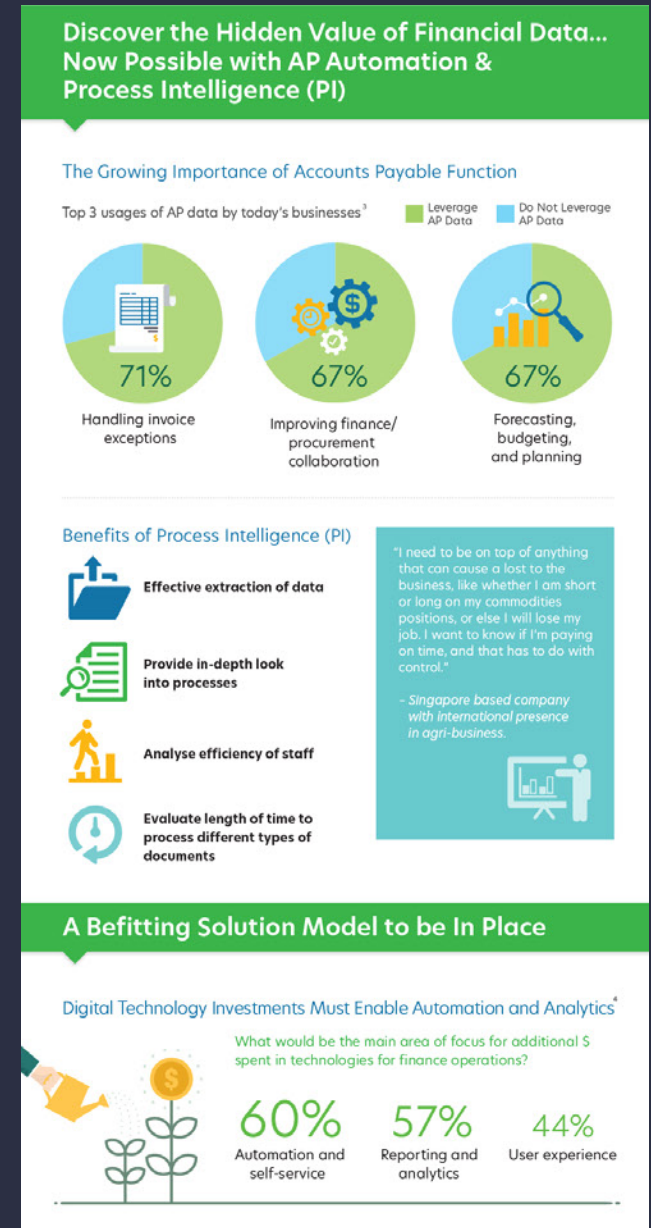 Discover the Hidden Value of Financial Data...
Now Possible with AP Automation &
Process Intelligence (PI)
The Growing Importance of Accounts Payable Function
Top 3 usages of AP data by today's businesses³
Leverage
AP Data
Do Not Leverage
AP Data
71%
Handling invoice
exceptions
67%
Improving finance/
procurement
collaboration
67%
Forecasting,
budgeting,
and planning
Benefits of Process Intelligence (PI)
Effective extraction of data
Provide in-depth look
into processes
Analyse efficiency of staff
Evaluate length of time to
process different types of
documents
"I need to be on top of anything
that can cause a lost to the
business, like whether I am short
or long on my commodities
positions, or else I will lose my
job. I want to know if I'm paying
on time, and that has to do with
control."
– Singapore based company
with international presence
in agri-business.
A Befitting Solution Model to be In Place
Digital Technology Investments Must Enable Automation and Analytics⁴
What would be the main area of focus for additional $
spent in technologies for finance operations?
60%
Automation and
self-service
57%
Reporting and
analytics
44%
User experience